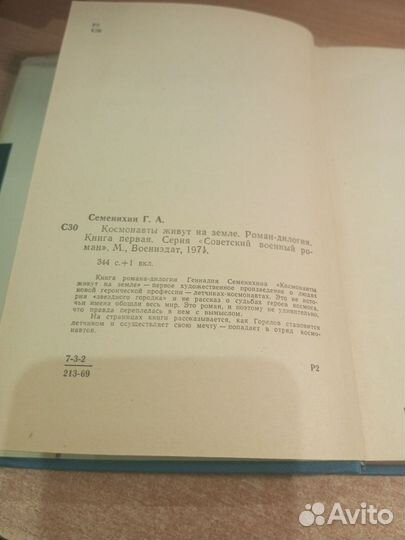 Р2
С30
Семенихин Г. А.
С30 Космонавты живут на земле. Роман-дилогия.
Книга первая. Серия «Советский военный ро-
ман». М., Воениздат, 1971.
344 с.+1 вкл.
Книга романа-дилогии Геннадия Семенихина «Космонавты
живут на земле» — первое художественное произведение о людях
новой героической профессии — летчиках-космонавтах. Это не исто-
рия «звездного городка» и не рассказ о судьбах героев космоса,
чьи имена обошли весь мир. Это роман, и поэтому не удивительно,
что правда переплелась в нем с вымыслом.
На страницах книги рассказывается, как Горелов становится
летчиком и осуществляет свою мечту — попадает в отряд космо-
навтов.
7-3-2
213-69
Р2
Avito